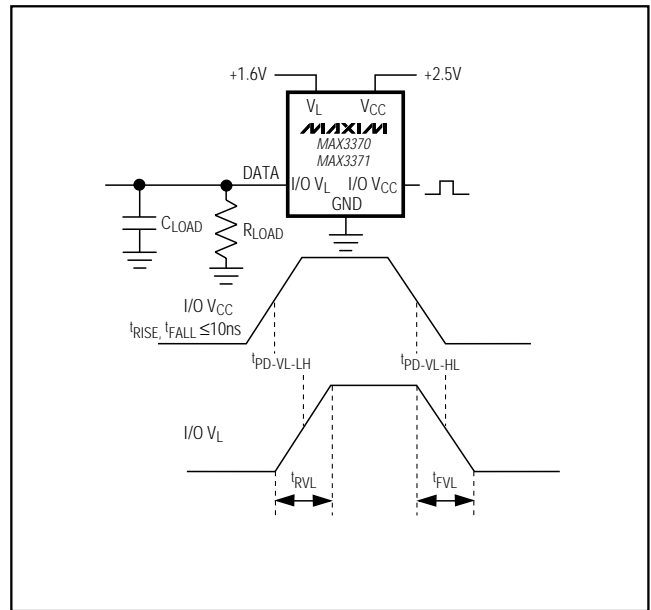 +1.6V +2.5V
VL VCC
MAXIM
MAX3370
MAX3371
DATA
I/O VL I/O VCC
GND
CLOAD
RLOAD
I/O VCC
tRISE, tFALL ≤10ns
tPD-VL-LH tPD-VL-HL
I/O VL
tRVL tFVL